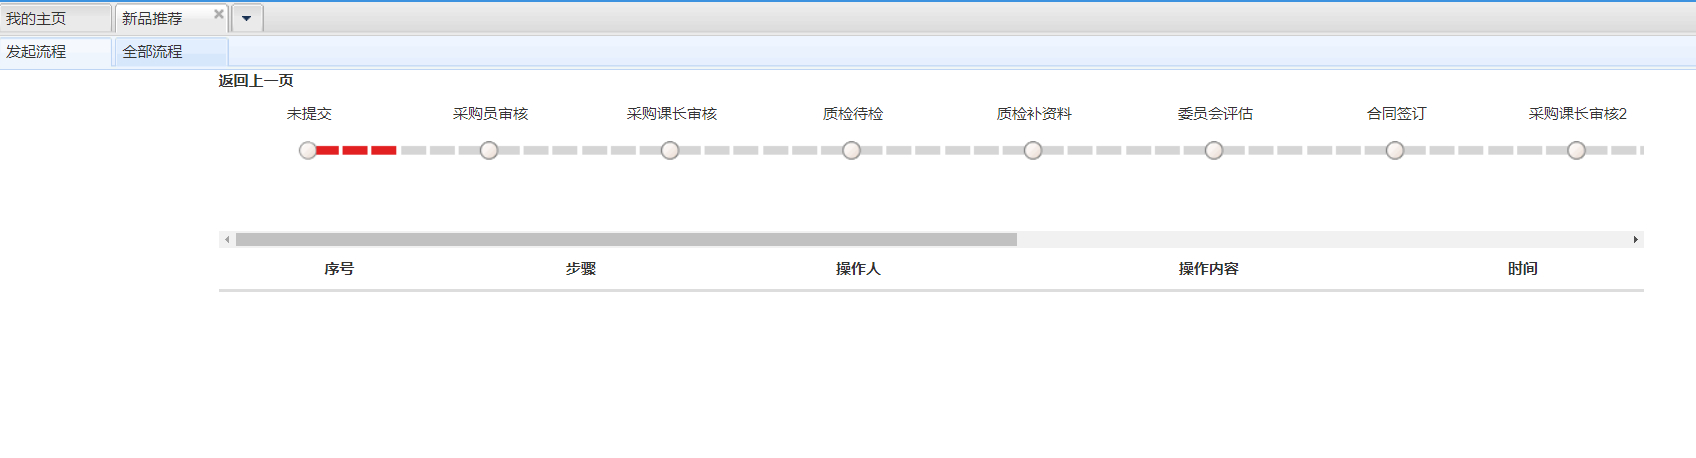 我的主页 新品推荐
发起流程 全部流程
返回上一页
未提交 采购员审核 采购课长审核 质检待检 质检补资料 委员会评估 合同签订 采购课长审核2
序号 步骤 操作人 操作内容 时间